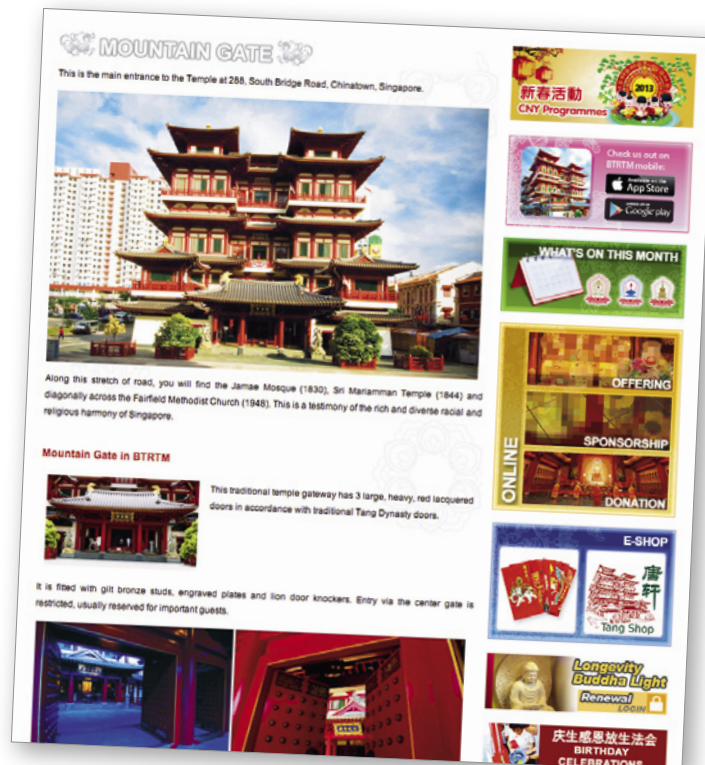 MOUNTAIN GATE
This is the main entrance to the Temple at 288, South Bridge Road, Chinatown, Singapore.
Along this stretch of road, you will find the Jamae Mosque (1830), Sri Mariamman Temple (1844) and
diagonally across the Fairfield Methodist Church (1948). This is a testimony of the rich and diverse racial and
religious harmony of Singapore.
Mountain Gate in BTRTM
This traditional temple gateway has 3 large, heavy, red lacquered
doors in accordance with traditional Tang Dynasty doors.
It is fitted with gilt bronze studs, engraved plates and lion door knockers. Entry via the center gate is
restricted, usually reserved for important guests.
新春活動
CNY Programmes
2013
Check us out on
BTRTM mobile:
Available on the
App Store
Google play
WHAT'S ON THIS MONTH
ONLINE
OFFERING
SPONSORSHIP
DONATION
E-SHOP
唐
轩
Tang Shop
Longevity
Buddha Light
Renewal
LOGIN
庆生感恩放生法会
BIRTHDAY
CELEBRATIONS